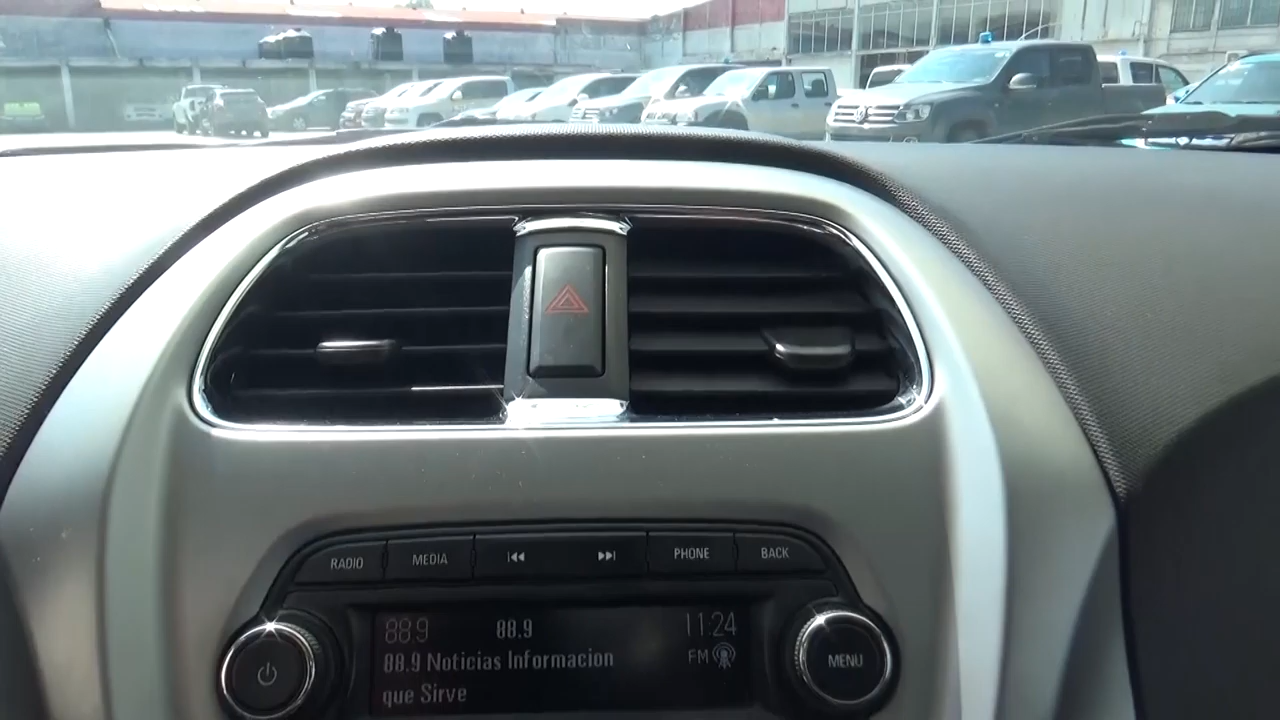 RADIO
MEDIA
PHONE
BACK
88.9 88.9 11:24
88.9 Noticias Informacion FM
que Sirve
MENU